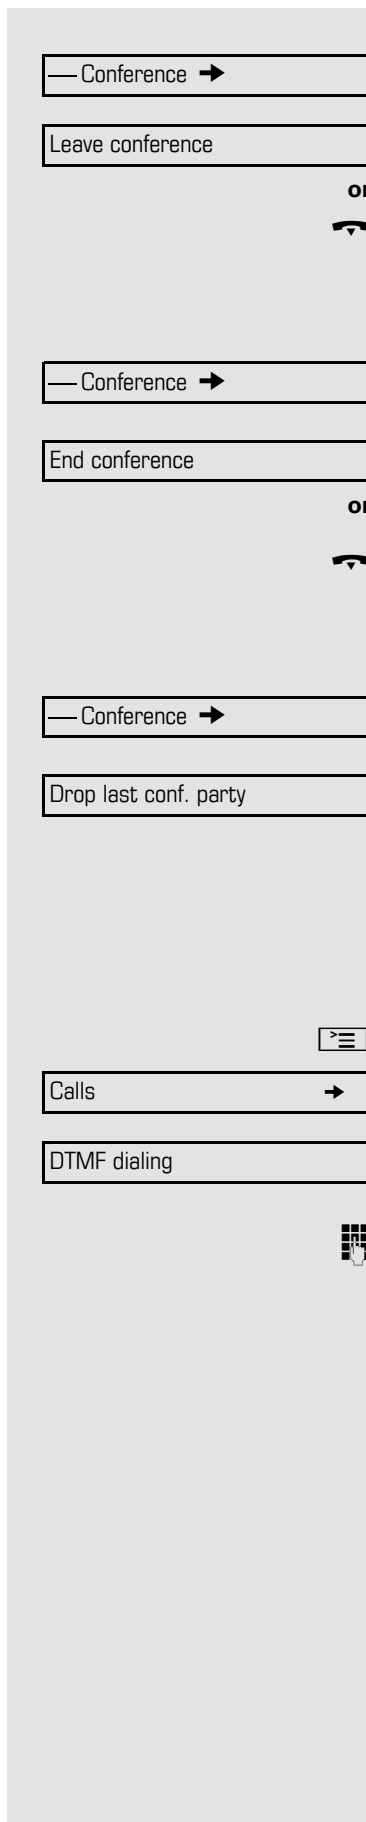 — Conference →
Leave conference
or
— Conference →
End conference
or
— Conference →
Drop last conf. party
Calls →
DTMF dialing